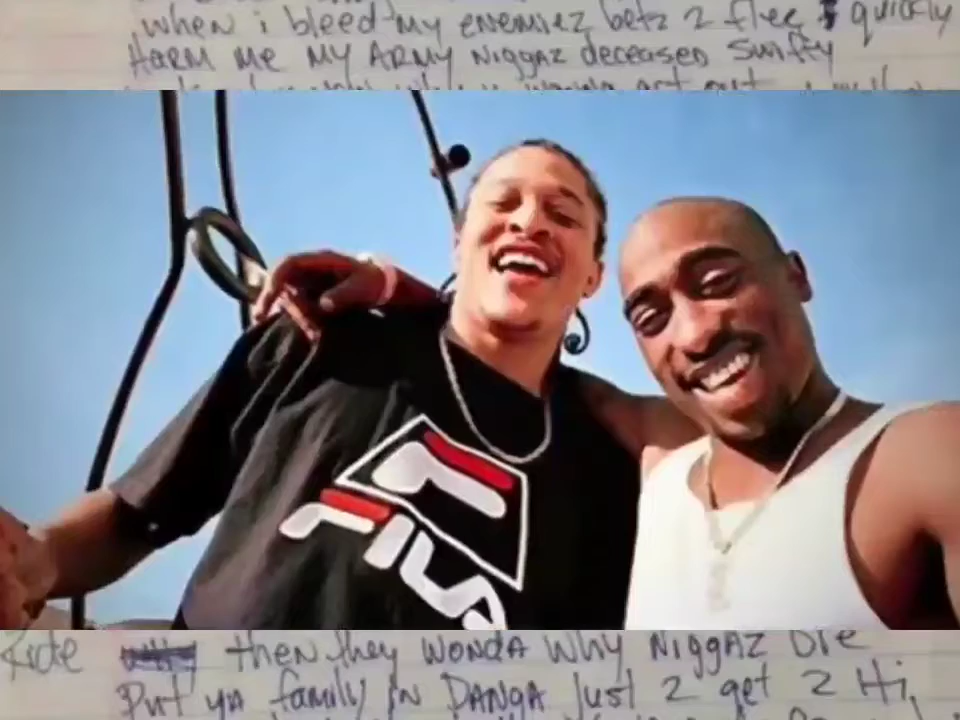 when i bleed my enemiez betz 2 flee & quickly
Harm me my ARMY Niggaz deceased swifty
FILA
Ride then they WONDA Why Niggaz Die
Put ya family in DANGA Just 2 get 2 Hi,